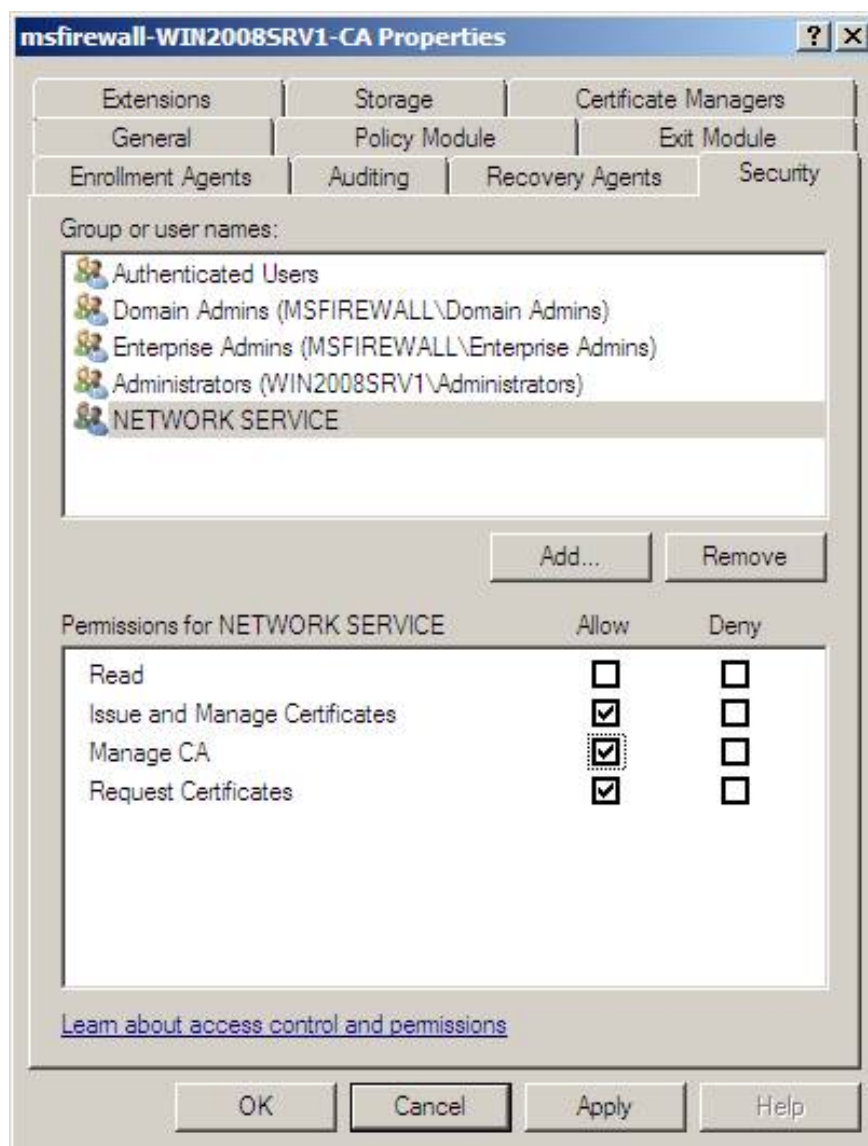 msfirewall-WIN2008SRV1-CA Properties
Extensions Storage Certificate Managers
General Policy Module Exit Module
Enrollment Agents Auditing Recovery Agents Security
Group or user names:
Authenticated Users
Domain Admins (MSFIREWALL\Domain Admins)
Enterprise Admins (MSFIREWALL\Enterprise Admins)
Administrators (WIN2008SRV1\Administrators)
NETWORK SERVICE
Add... Remove
Permissions for NETWORK SERVICE Allow Deny
Read
Issue and Manage Certificates
Manage CA
Request Certificates
Learn about access control and permissions
OK Cancel Apply Help